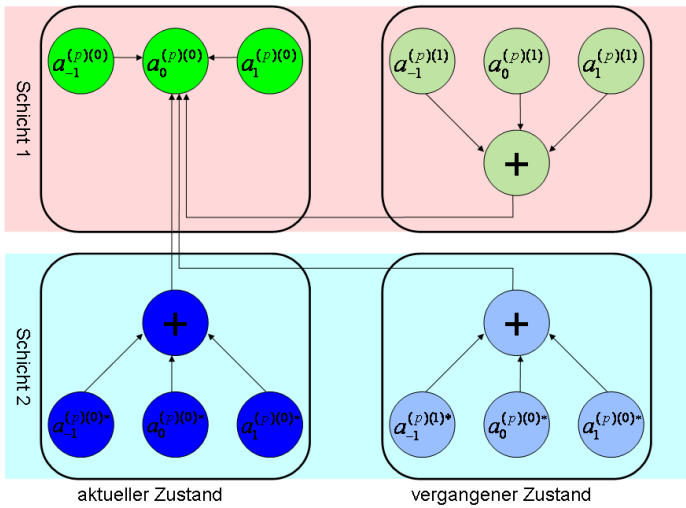 Schicht 1
a_{-1}^{(p)(0)} a_0^{(p)(0)} a_1^{(p)(0)}
a_{-1}^{(p)(1)} a_0^{(p)(1)} a_1^{(p)(1)}
+
Schicht 2
+
a_{-1}^{(p)(0)*} a_0^{(p)(0)*} a_1^{(p)(0)*}
+
a_{-1}^{(p)(1)*} a_0^{(p)(0)*} a_1^{(p)(0)*}
aktueller Zustand
vergangener Zustand